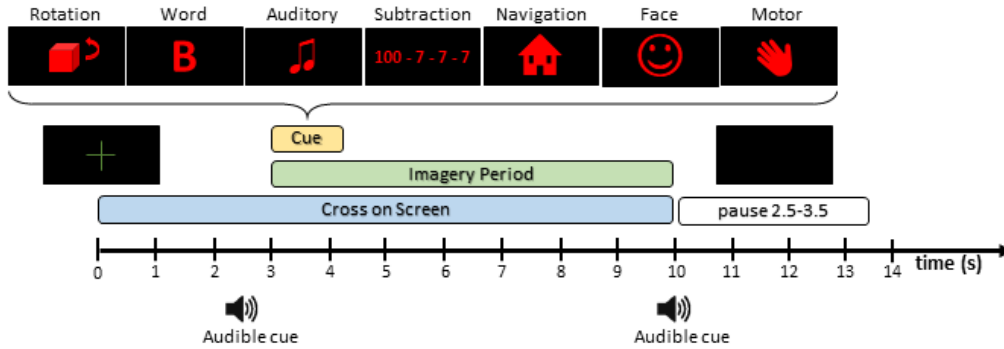 Rotation Word Auditory Subtraction Navigation Face Motor
B 100 - 7 - 7 - 7
Cue
Imagery Period
Cross on Screen pause 2.5-3.5
0 1 2 3 4 5 6 7 8 9 10 11 12 13 14 time (s)
Audible cue Audible cue